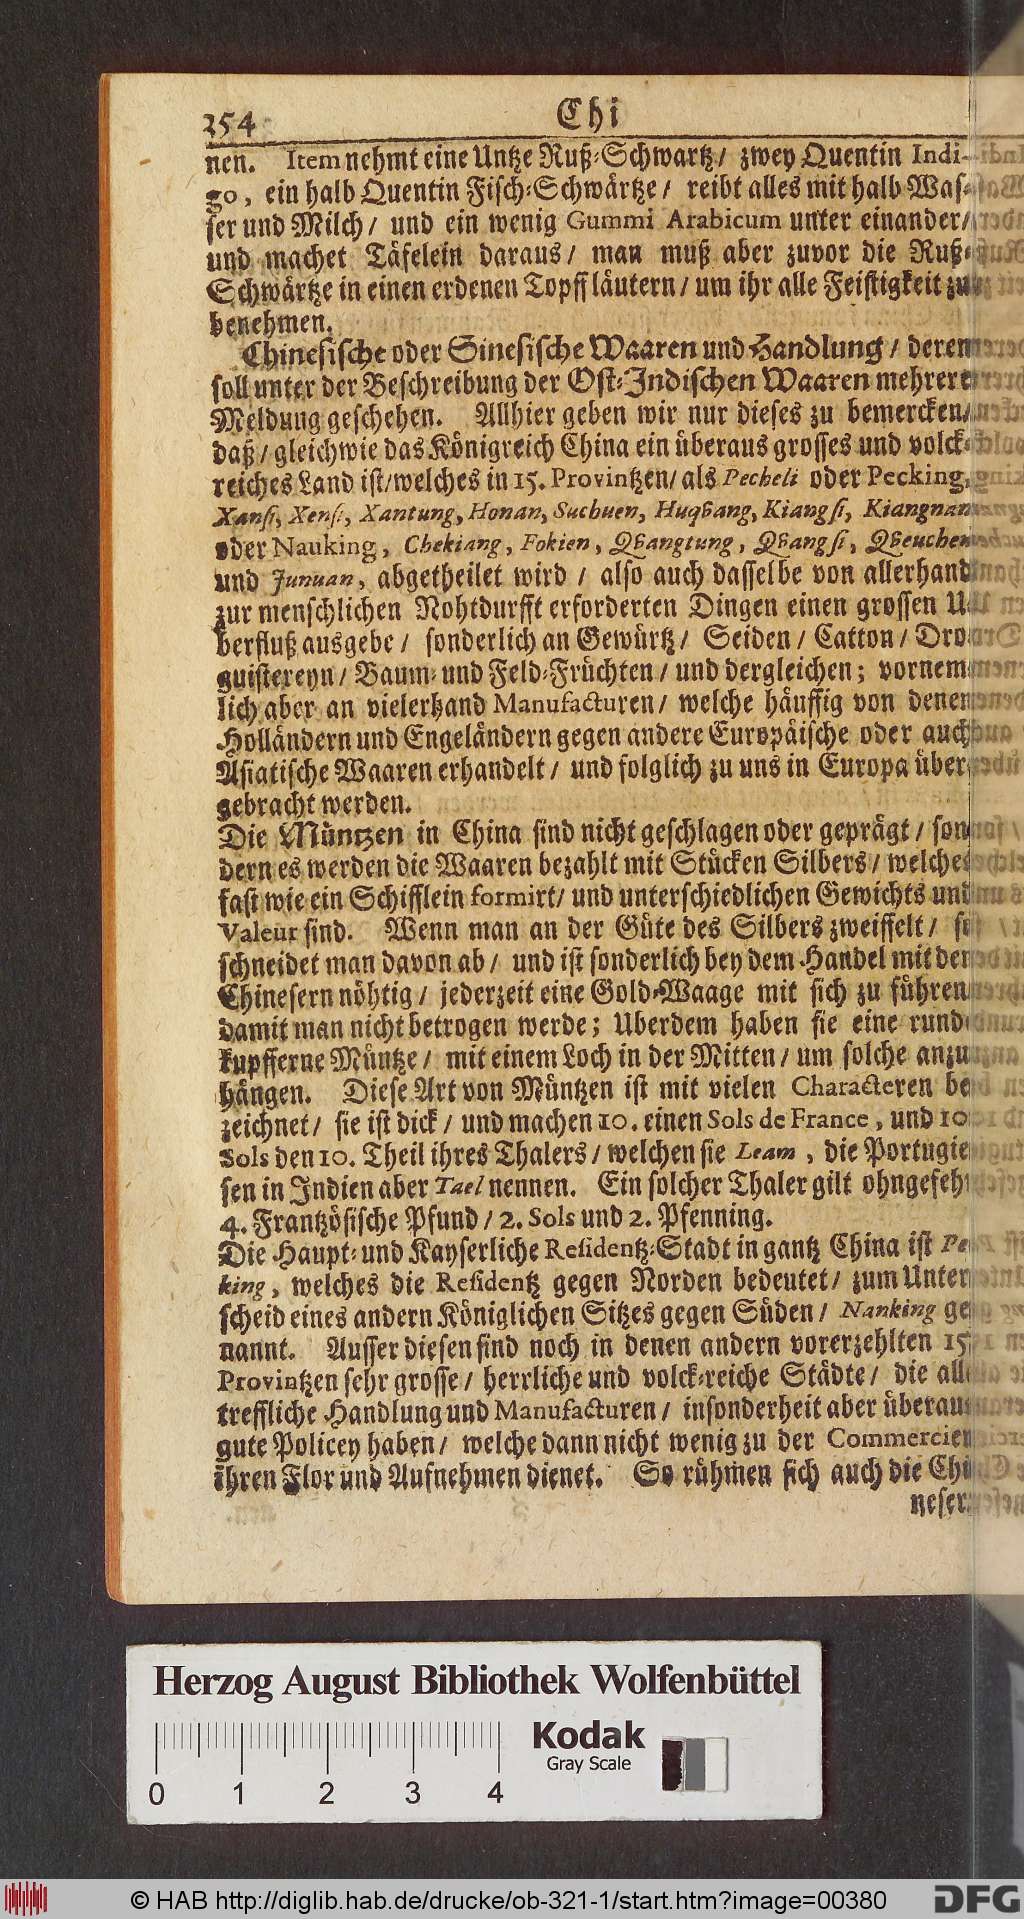 354 Chi
nen. Item nehmt eine Untze Ruß-Schwartz/ zwey Quentin Indi-
go, ein halb Quentin Fisch-Schwärtze/ reibt alles mit halb Was-
ser und Milch/ und ein wenig Gummi Arabicum unter einander/
und machet Täfelein daraus/ man muß aber zuvor die Ruß-
Schwärtze in einen erdenen Topff läutern/ um ihr alle Feistigkeit zu
benehmen.
Chinesische oder Sinesische Waaren und Handlung/ deren
soll unter der Beschreibung der Ost-Indischen Waaren mehrere
Meldung geschehen. Allhier geben wir nur dieses zu bemercken/
daß/ gleichwie das Königreich China ein überaus grosses und volck-
reiches Land ist/ welches in 15. Provintzen/ als Pecheli oder Pecking,
Xansi, Xensi, Xantung, Honan, Suchuen, Huqvang, Kiangsi, Kiangnan
oder Nauking, Chekiang, Fokien, Qvangtung, Qvangsi, Qveucheu
und Junuan, abgetheilet wird/ also auch dasselbe von allerhand
zur menschlichen Nohtdurfft erforderten Dingen einen grossen U-
berfluß ausgebe/ sonderlich an Gewürtz/ Seiden/ Catton/ Dro-
guistereyn/ Baum- und Feld-Früchten/ und dergleichen; vornem-
lich aber an vielerhand Manufacturen/ welche häuffig von denen
Holländern und Engeländern gegen andere Europäische oder auch
Asiatische Waaren erhandelt/ und folglich zu uns in Europa über-
gebracht werden.
Die Müntzen in China sind nicht geschlagen oder geprägt/ son-
dern es werden die Waaren bezahlt mit Stücken Silbers/ welches
fast wie ein Schifflein formirt/ und unterschiedlichen Gewichts und
Valeur sind. Wenn man an der Güte des Silbers zweiffelt/ so
schneidet man davon ab/ und ist sonderlich bey dem Handel mit den
Chinesern nöhtig/ jederzeit eine Gold-Waage mit sich zu führen
damit man nicht betrogen werde; Uberdem haben sie eine runde
kupfferne Müntze/ mit einem Loch in der Mitten/ um solche anzu-
hängen. Diese Art von Müntzen ist mit vielen Characteren be-
zeichnet/ sie ist dick/ und machen 10. einen Sols de France, und 10
Sols den 10. Theil ihres Thalers/ welchen sie Leam, die Portugie-
sen in Indien aber Tael nennen. Ein solcher Thaler gilt ohngefehr
4. Frantzösische Pfund/ 2. Sols und 2. Pfenning.
Die Haupt- und Kayserliche Residentz-Stadt in gantz China ist Pe-
king, welches die Residentz gegen Norden bedeutet/ zum Unter-
scheid eines andern Königlichen Sitzes gegen Süden/ Nanking ge-
nannt. Ausser diesen sind noch in denen andern vorerzehlten 15.
Provintzen sehr grosse/ herrliche und volck-reiche Städte/ die alle
treffliche Handlung und Manufacturen/ insonderheit aber überaus
gute Policey haben/ welche dann nicht wenig zu der Commercien
ihren Flor und Aufnehmen dienet. So rühmen sich auch die Chi-
neser
Herzog August Bibliothek Wolfenbüttel
Kodak
Gray Scale
0 1 2 3 4
© HAB http://diglib.hab.de/drucke/ob-321-1/start.htm?image=00380
DFG